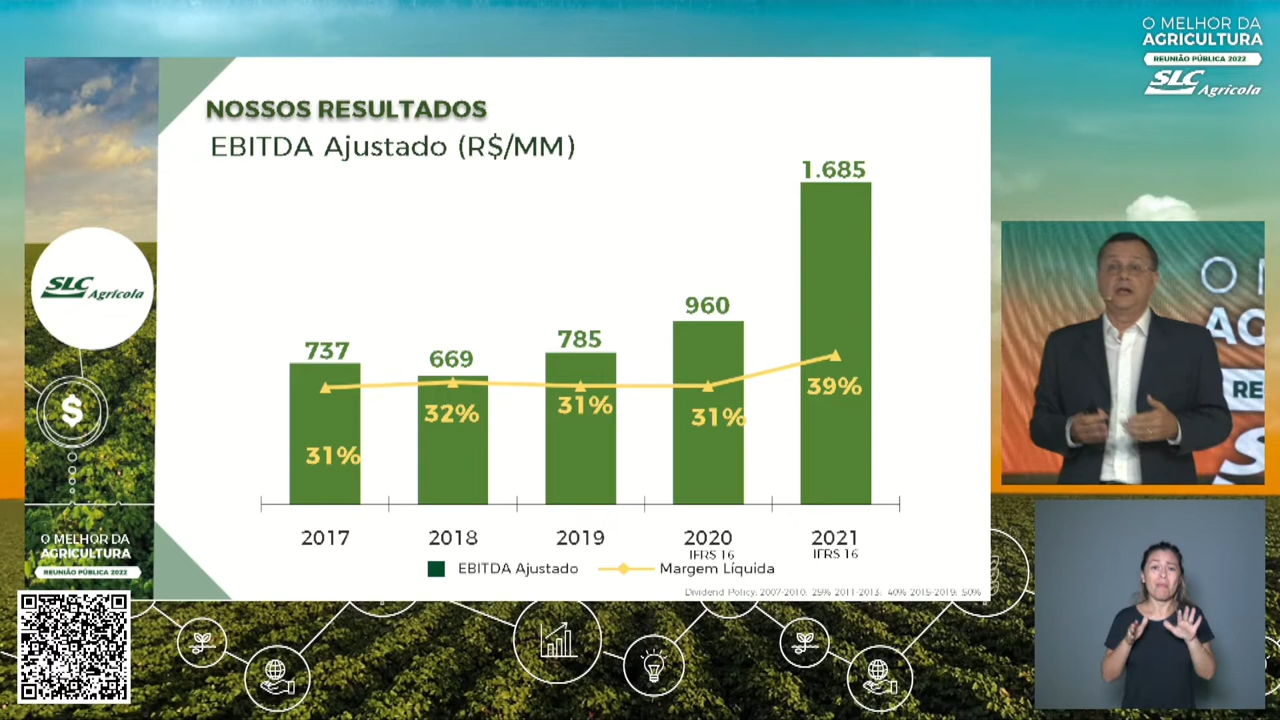 O MELHOR DA
AGRICULTURA
REUNIÃO PÚBLICA 2022
SLC Agrícola
NOSSOS RESULTADOS
EBITDA Ajustado (R$/MM)
1.685
960
785
737
669
39%
31%
32%
31%
31%
2017
2018
2019
2020
2021
IFRS 16
IFRS 16
EBITDA Ajustado
Margem Líquida
Dividend Policy: 2007-2010: 25% 2011-2013: 40% 2015-2019: 50%
SLC Agrícola
$
O MELHOR DA
AGRICULTURA
REUNIÃO PÚBLICA 2022
O
AG
RE
S